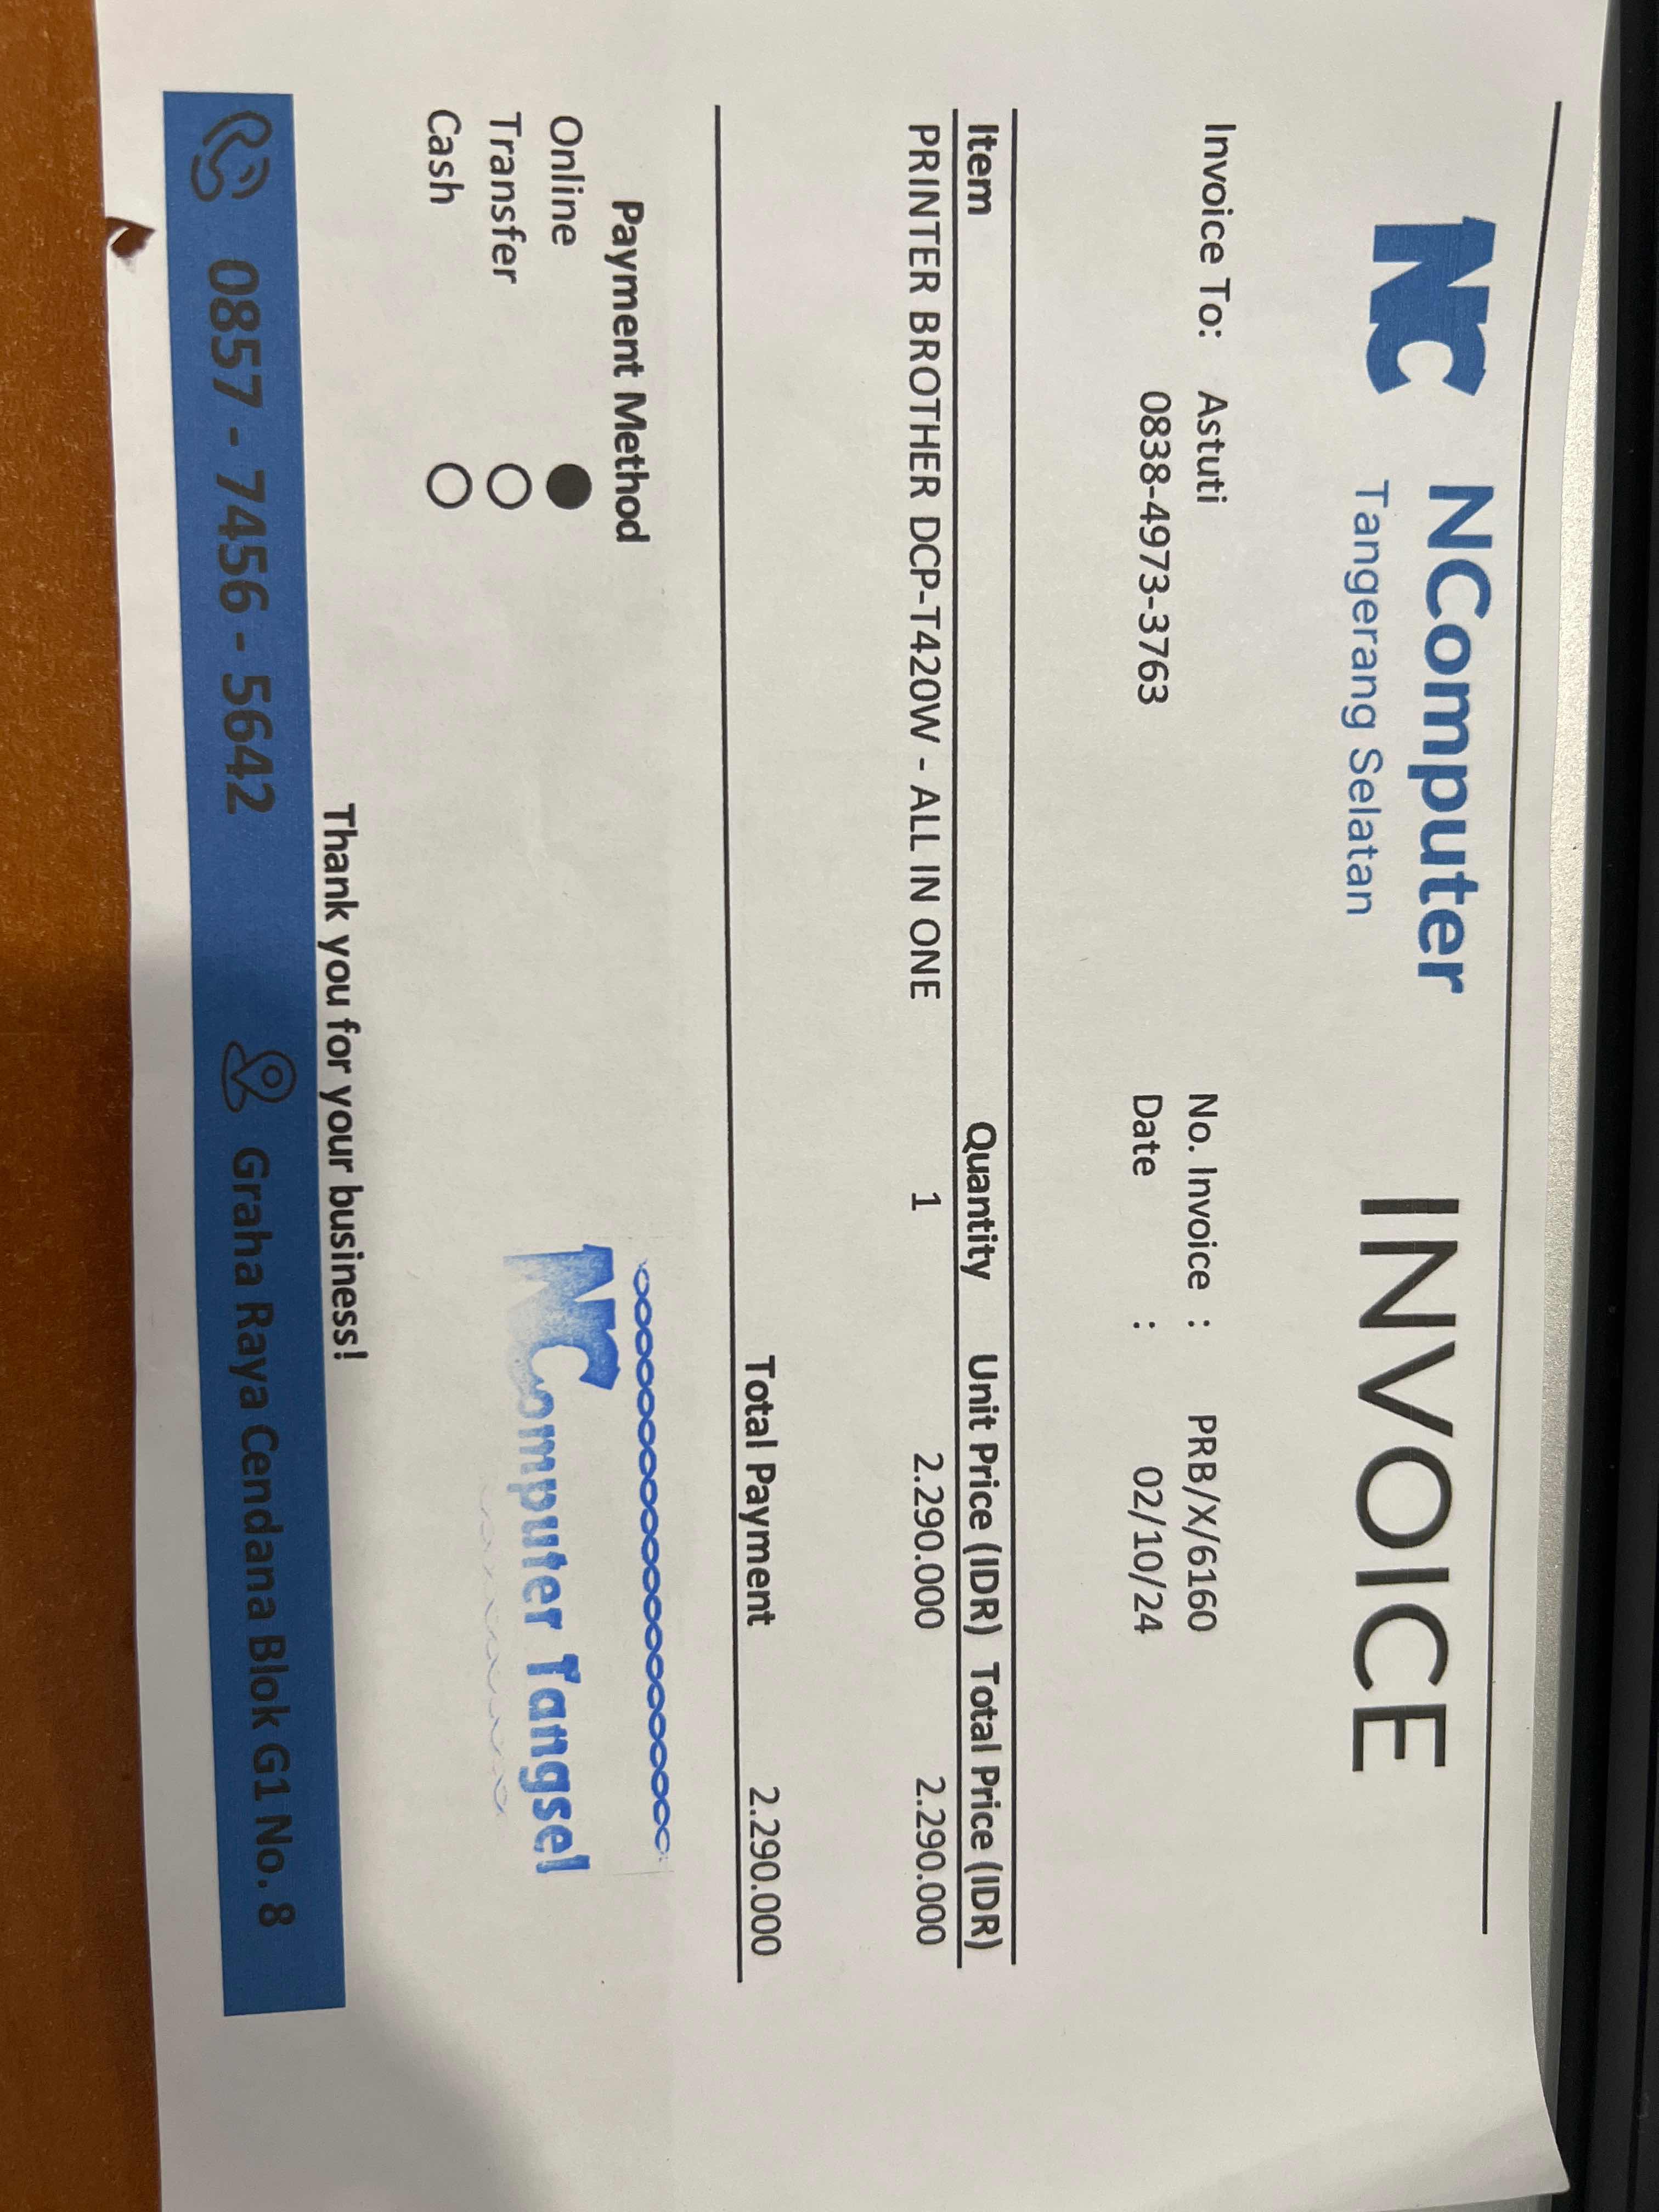 NC NComputer INVOICE
Tangerang Selatan
Invoice To: Astuti No. Invoice : PRB/X/6160
0838-4973-3763 Date : 02/10/24
Item Quantity Unit Price (IDR) Total Price (IDR)
PRINTER BROTHER DCP-T420W - ALL IN ONE 1 2.290.000 2.290.000
Total Payment 2.290.000
Payment Method
Online
Transfer
Cash
NComputer Tangsel
Thank you for your business!
0857 - 7456 - 5642 Graha Raya Cendana Blok G1 No. 8